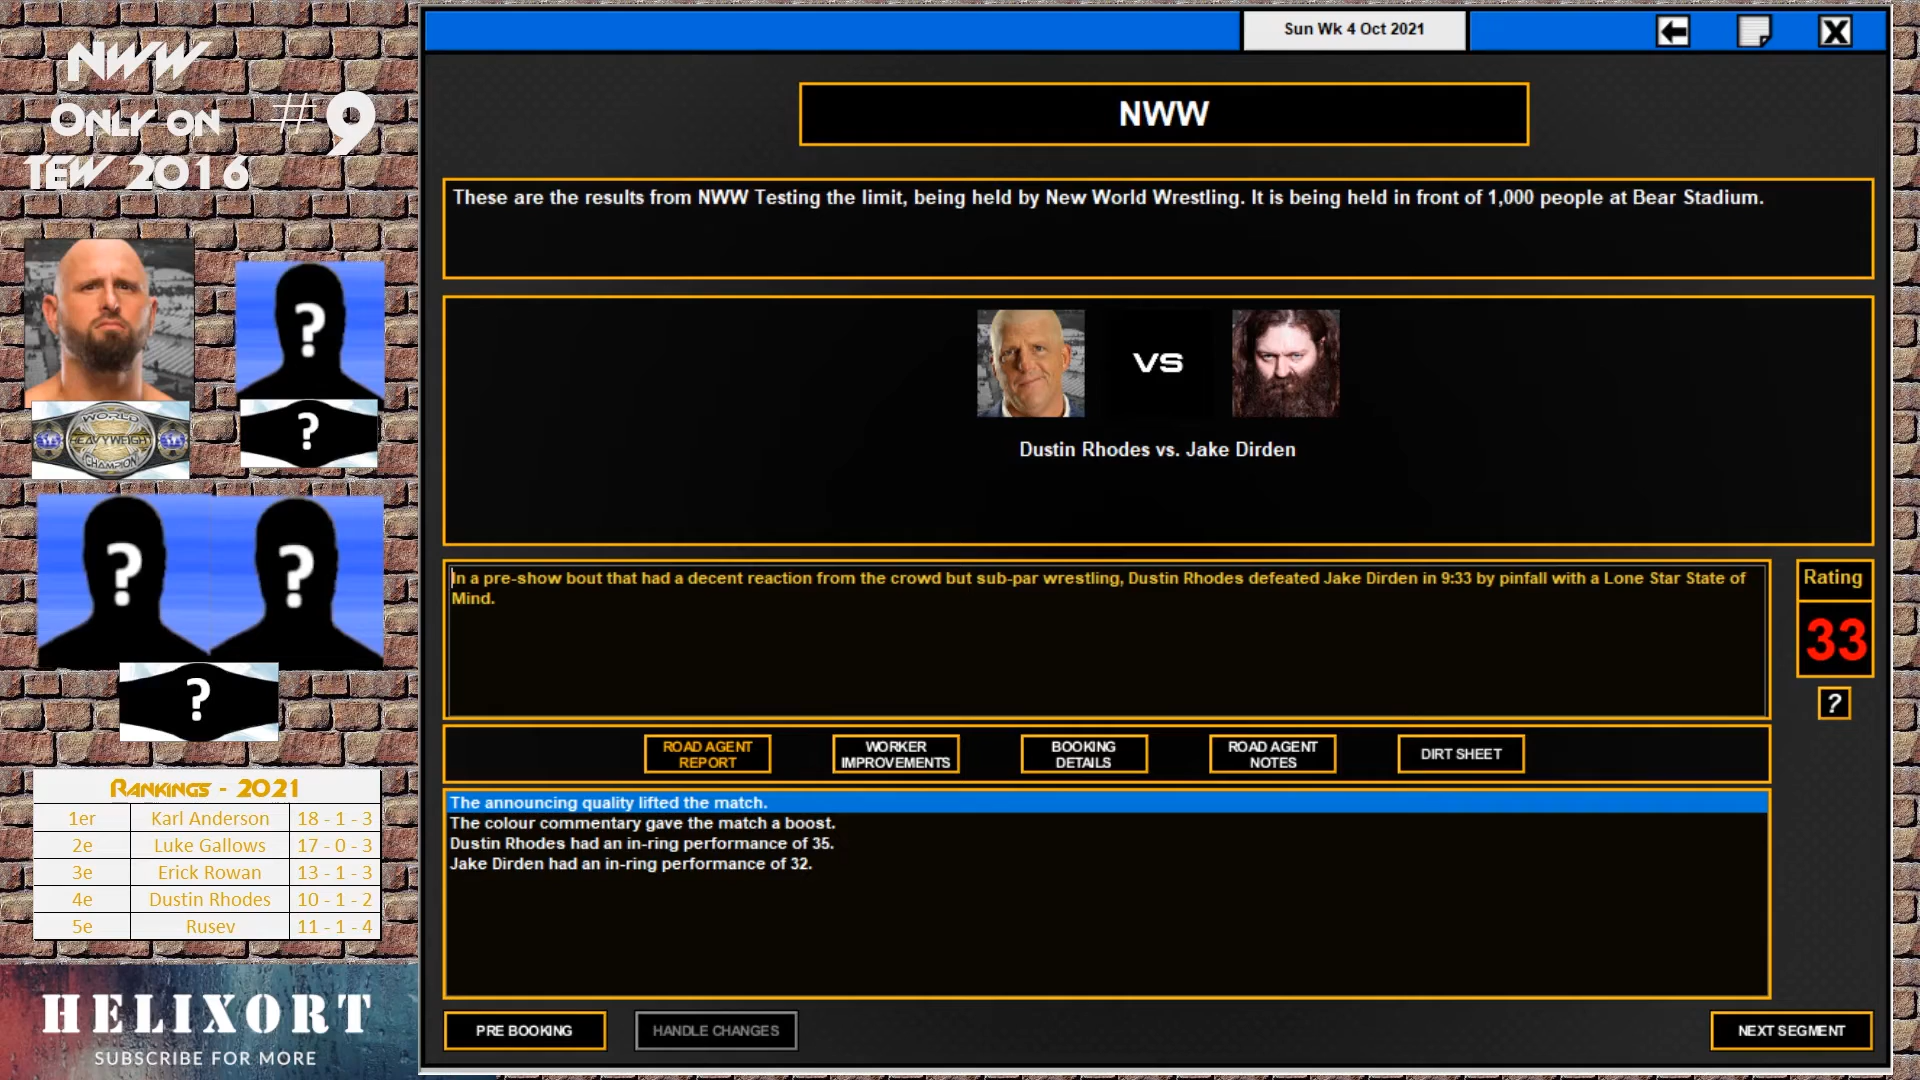 NWW
ONLY ON
TEW 2016
#9
WORLD
HEAVYWEIGHT
CHAMPION
?
?
?
?
?
Rankings - 2021
1er Karl Anderson 18 - 1 - 3
2e Luke Gallows 17 - 0 - 3
3e Erick Rowan 13 - 1 - 3
4e Dustin Rhodes 10 - 1 - 2
5e Rusev 11 - 1 - 4
HELIXORT
SUBSCRIBE FOR MORE
Sun Wk 4 Oct 2021
X
NWW
These are the results from NWW Testing the limit, being held by New World Wrestling. It is being held in front of 1,000 people at Bear Stadium.
VS
Dustin Rhodes vs. Jake Dirden
In a pre-show bout that had a decent reaction from the crowd but sub-par wrestling, Dustin Rhodes defeated Jake Dirden in 9:33 by pinfall with a Lone Star State of
Mind.
Rating
33
?
ROAD AGENT
REPORT
WORKER
IMPROVEMENTS
BOOKING
DETAILS
ROAD AGENT
NOTES
DIRT SHEET
The announcing quality lifted the match.
The colour commentary gave the match a boost.
Dustin Rhodes had an in-ring performance of 35.
Jake Dirden had an in-ring performance of 32.
PRE BOOKING
HANDLE CHANGES
NEXT SEGMENT